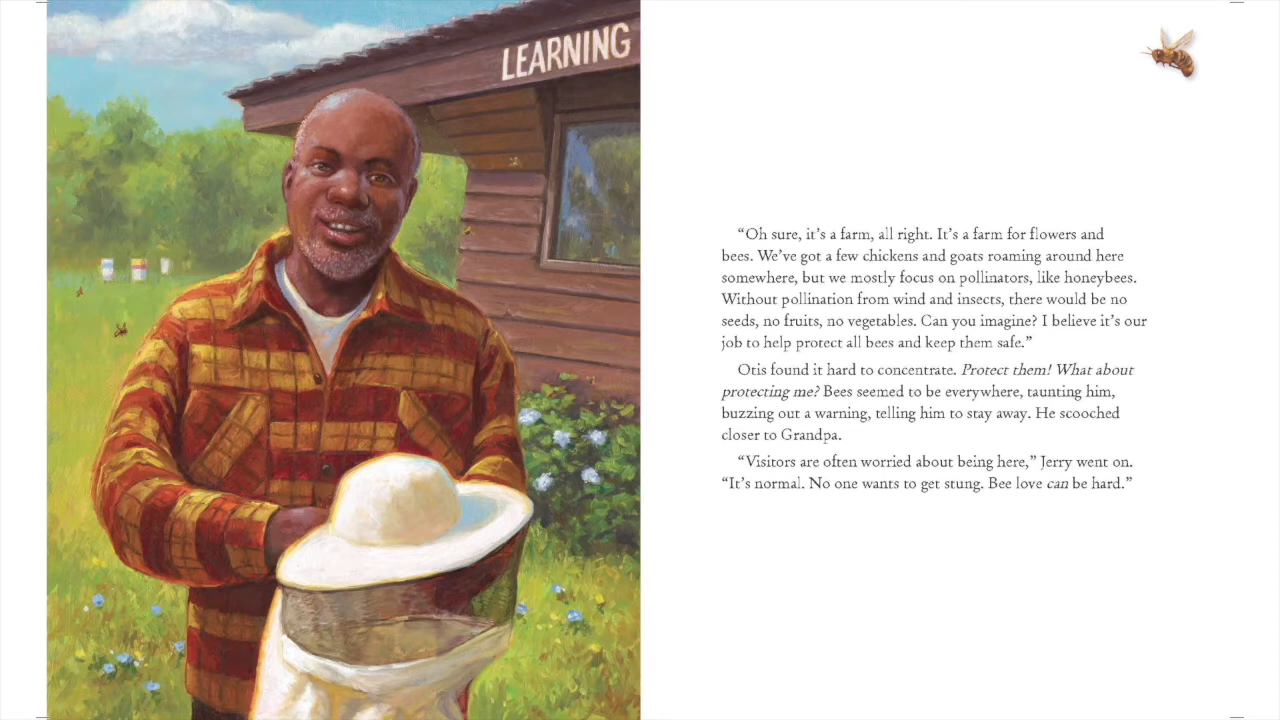 LEARNING
“Oh sure, it’s a farm, all right. It’s a farm for flowers and
bees. We’ve got a few chickens and goats roaming around here
somewhere, but we mostly focus on pollinators, like honeybees.
Without pollination from wind and insects, there would be no
seeds, no fruits, no vegetables. Can you imagine? I believe it’s our
job to help protect all bees and keep them safe.”
Otis found it hard to concentrate. Protect them! What about
protecting me? Bees seemed to be everywhere, taunting him,
buzzing out a warning, telling him to stay away. He scooched
closer to Grandpa.
“Visitors are often worried about being here,” Jerry went on.
“It’s normal. No one wants to get stung. Bee love can be hard.”